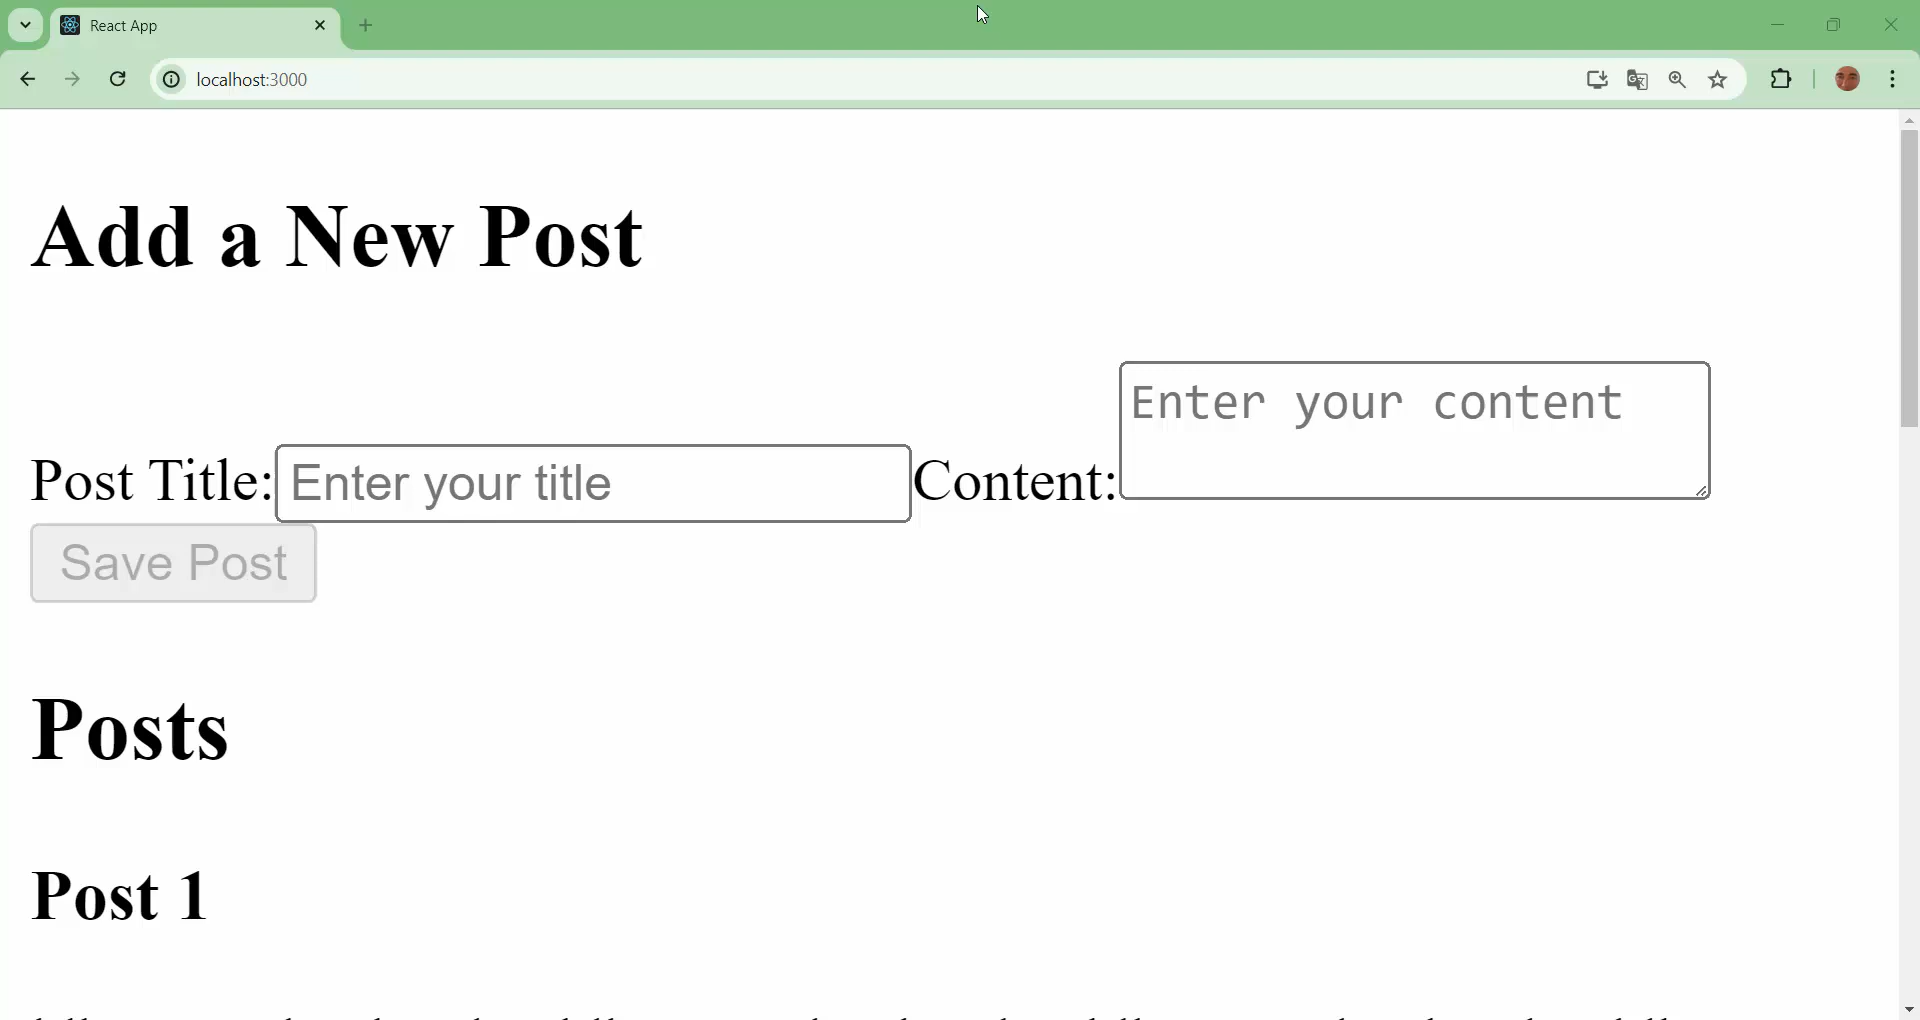 React App
localhost:3000
Add a New Post
Post Title: Enter your title Content: Enter your content
Save Post
Posts
Post 1